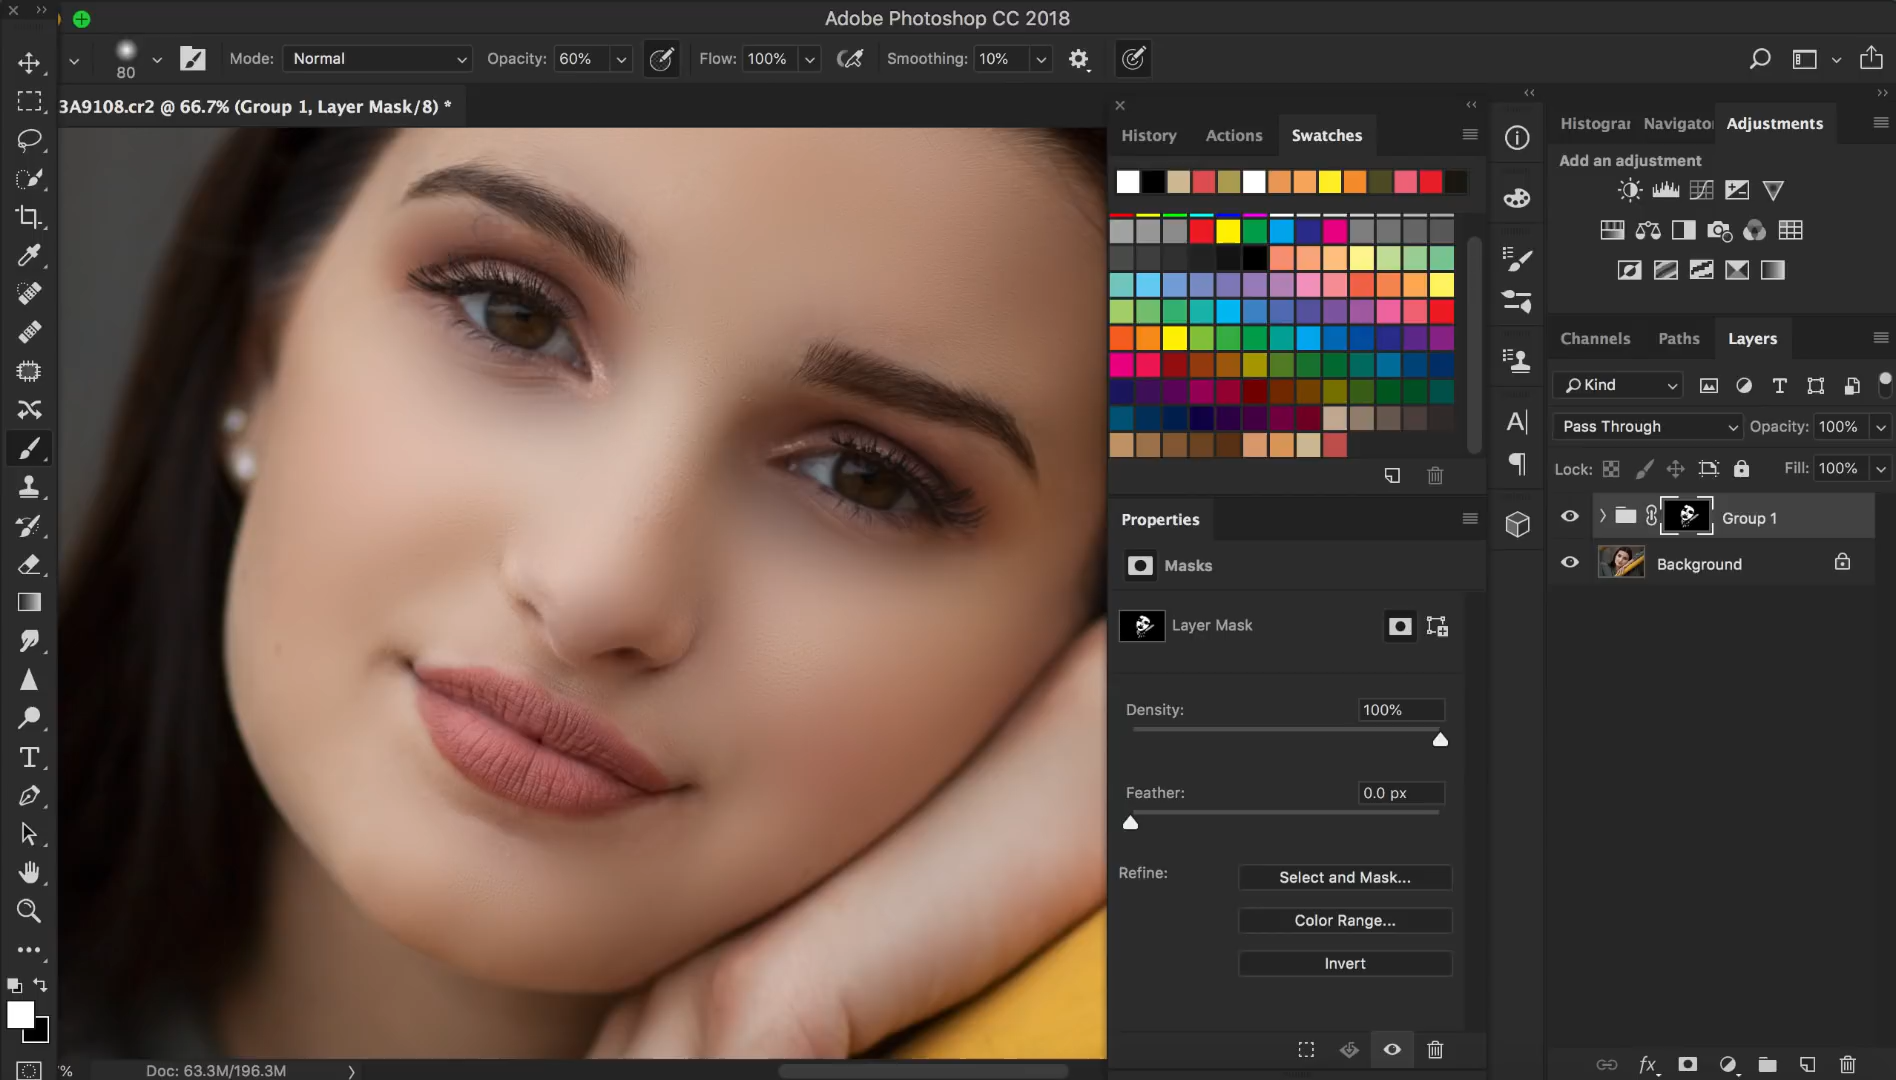 Adobe Photoshop CC 2018
80
Mode: Normal Opacity: 60% Flow: 100% Smoothing: 10%
3A9108.cr2 @ 66.7% (Group 1, Layer Mask/8) *
History Actions Swatches
Histogra Navigato Adjustments
Add an adjustment
Channels Paths Layers
Kind
Pass Through Opacity: 100%
Lock: Fill: 100%
Group 1
Background
Properties
Masks
Layer Mask
Density: 100%
Feather: 0.0 px
Refine: Select and Mask...
Color Range...
Invert
% Doc: 63.3M/196.3M
fx